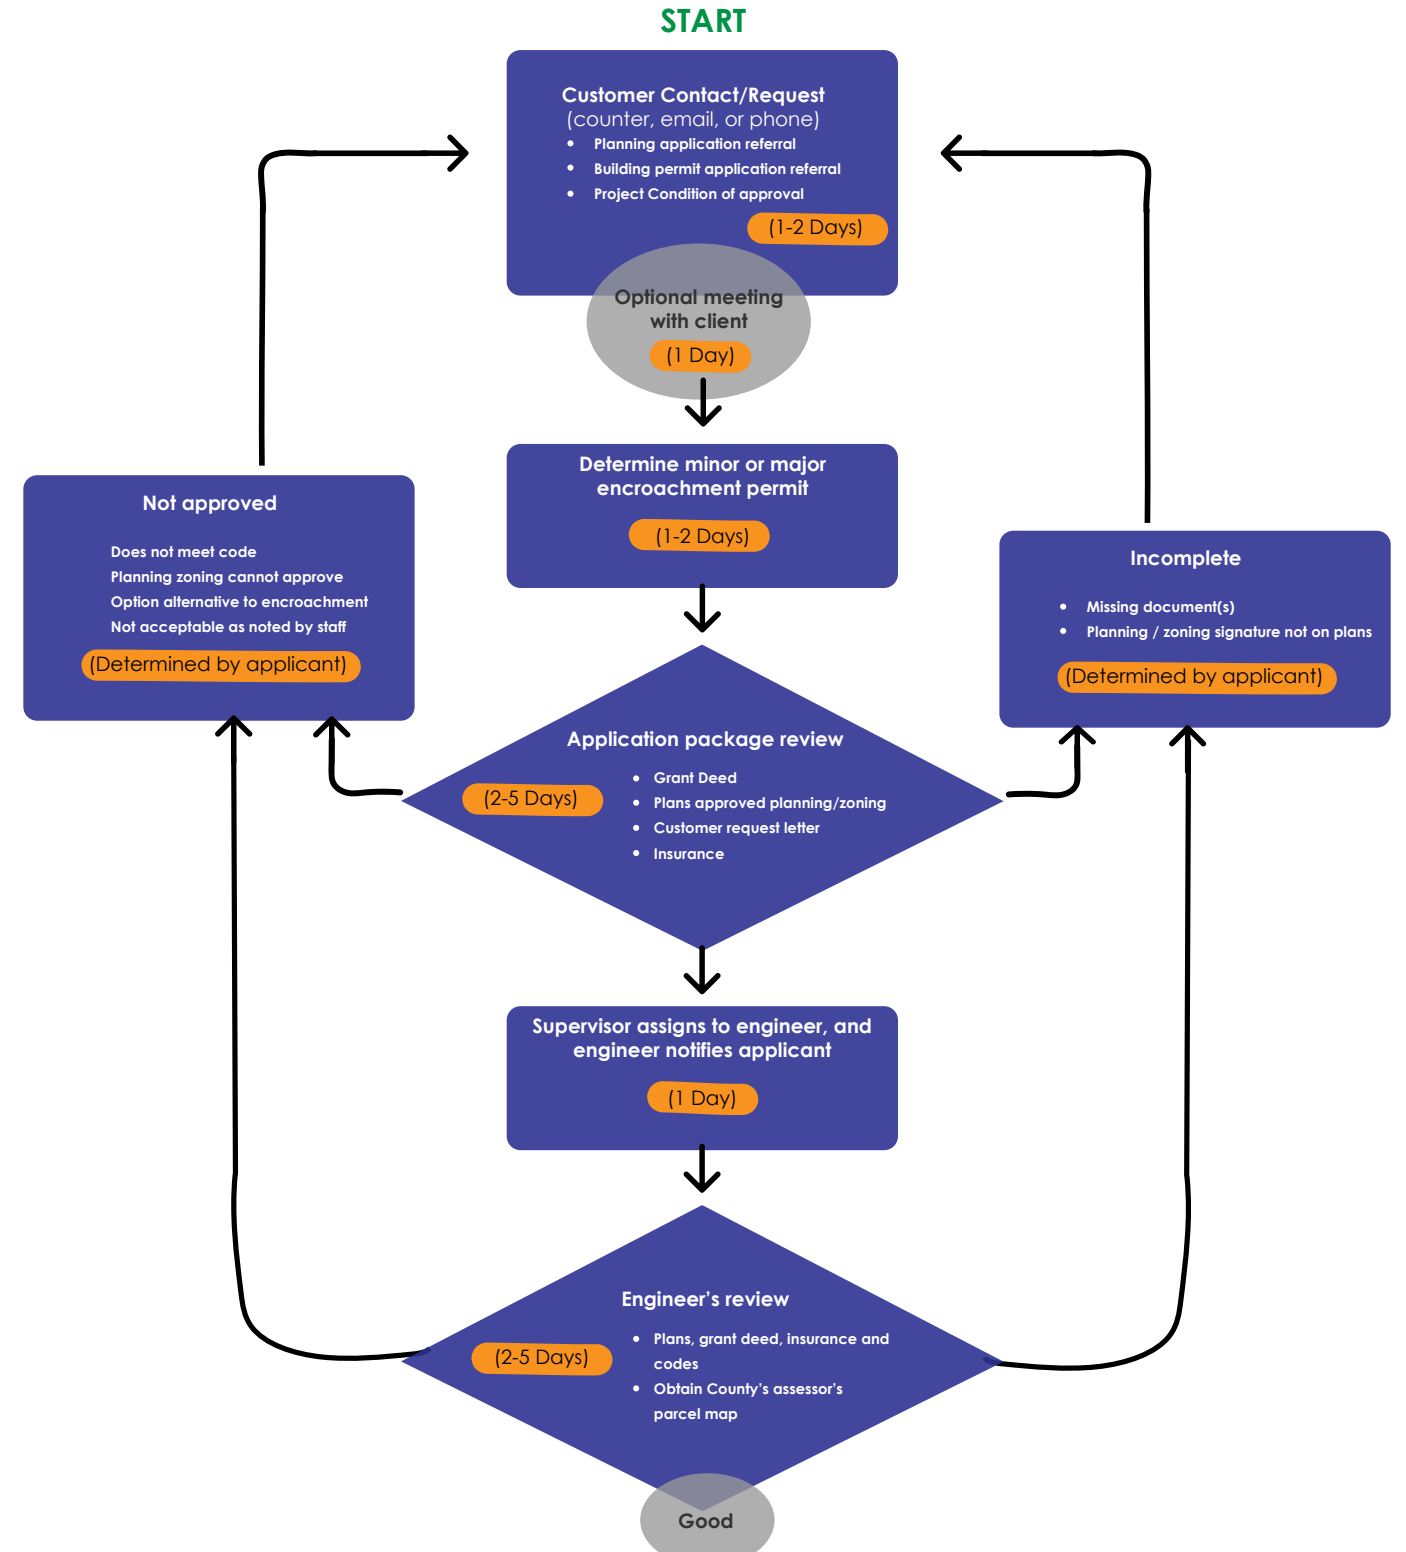 START
Customer Contact/Request
(counter, email, or phone)
• Planning application referral
• Building permit application referral
• Project Condition of approval
(1-2 Days)
Optional meeting
with client
(1 Day)
Determine minor or major
encroachment permit
(1-2 Days)
Not approved
Does not meet code
Planning zoning cannot approve
Option alternative to encroachment
Not acceptable as noted by staff
(Determined by applicant)
Incomplete
• Missing document(s)
• Planning / zoning signature not on plans
(Determined by applicant)
Application package review
(2-5 Days)
• Grant Deed
• Plans approved planning/zoning
• Customer request letter
• Insurance
Supervisor assigns to engineer, and
engineer notifies applicant
(1 Day)
Engineer’s review
(2-5 Days)
• Plans, grant deed, insurance and
codes
• Obtain County’s assessor’s
parcel map
Good